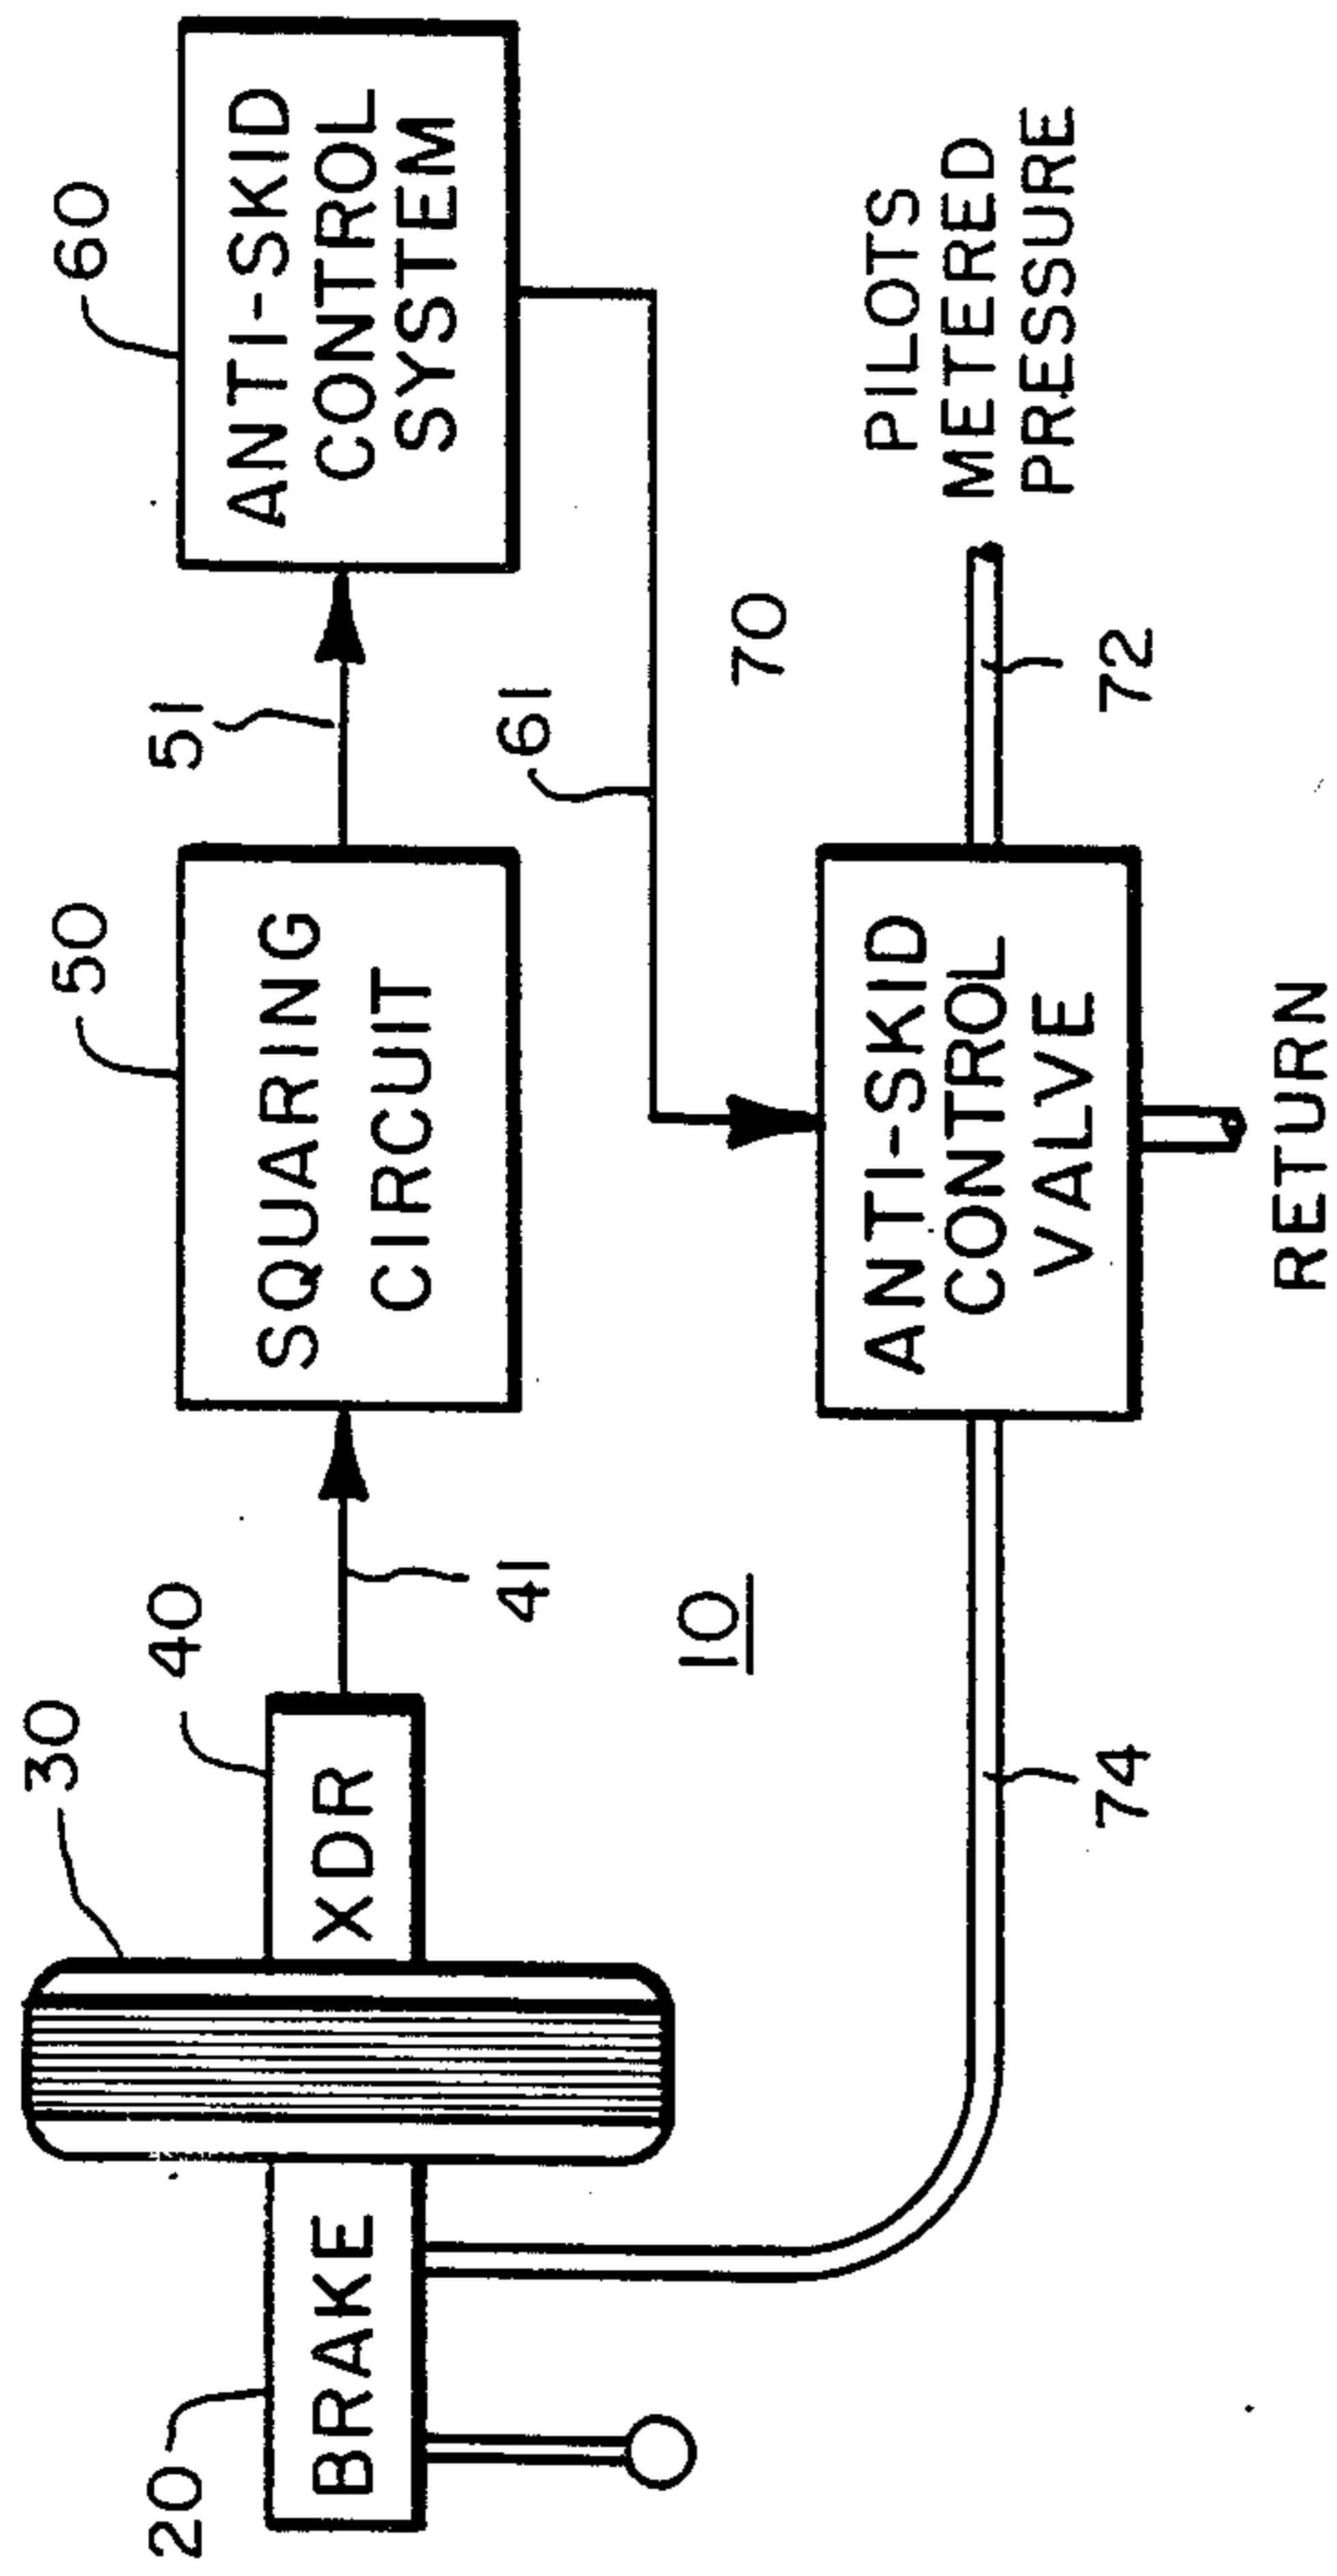 30
20
40
50
60
BRAKE
XDR
SQUARING
CIRCUIT
ANTI-SKID
CONTROL
SYSTEM
41
51
61
10
70
ANTI-SKID
CONTROL
VALVE
PILOTS
METERED
PRESSURE
74
72
RETURN